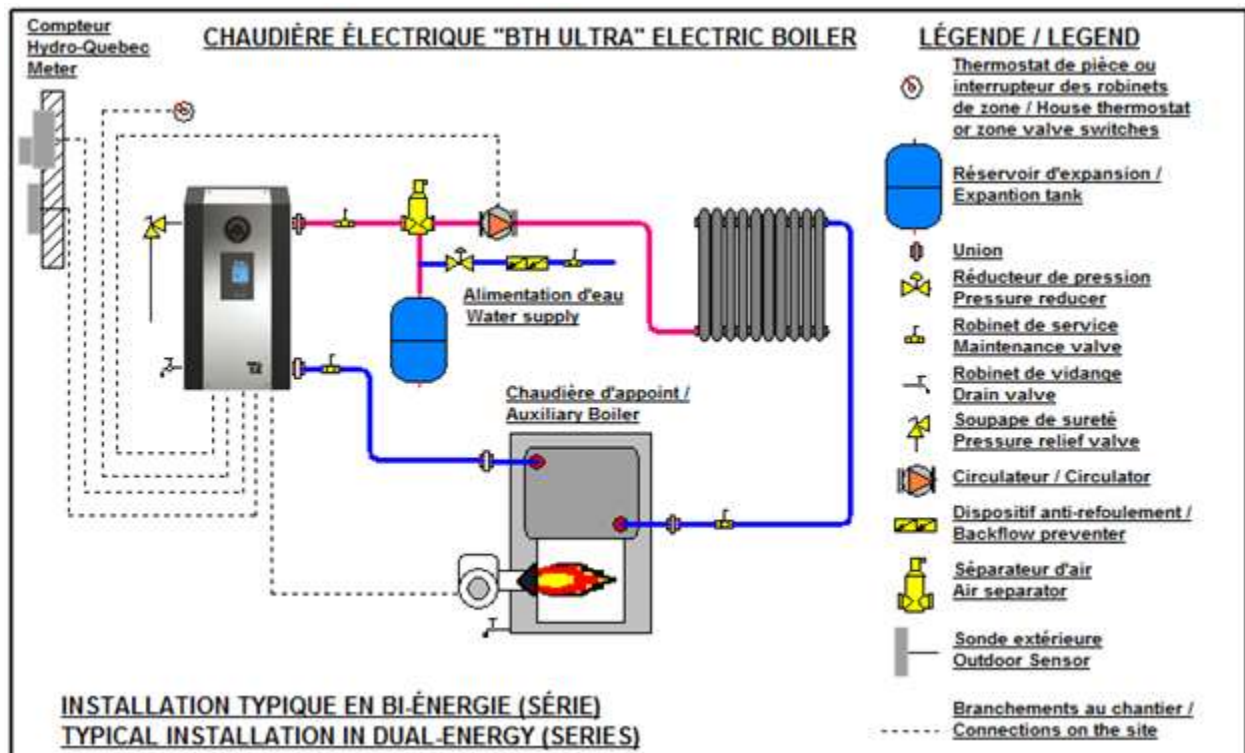 Compteur
Hydro-Quebec
Meter
CHAUDIÈRE ÉLECTRIQUE "BTH ULTRA" ELECTRIC BOILER
Alimentation d'eau
Water supply
Chaudière d'appoint /
Auxiliary Boiler
INSTALLATION TYPIQUE EN BI-ÉNERGIE (SÉRIE)
TYPICAL INSTALLATION IN DUAL-ENERGY (SERIES)
LÉGENDE / LEGEND
Thermostat de pièce ou
interrupteur des robinets
de zone / House thermostat
or zone valve switches
Réservoir d'expansion /
Expantion tank
Union
Réducteur de pression
Pressure reducer
Robinet de service
Maintenance valve
Robinet de vidange
Drain valve
Soupape de sureté
Pressure relief valve
Circulateur / Circulator
Dispositif anti-refoulement /
Backflow preventer
Séparateur d'air
Air separator
Sonde extérieure
Outdoor Sensor
Branchements au chantier /
Connections on the site